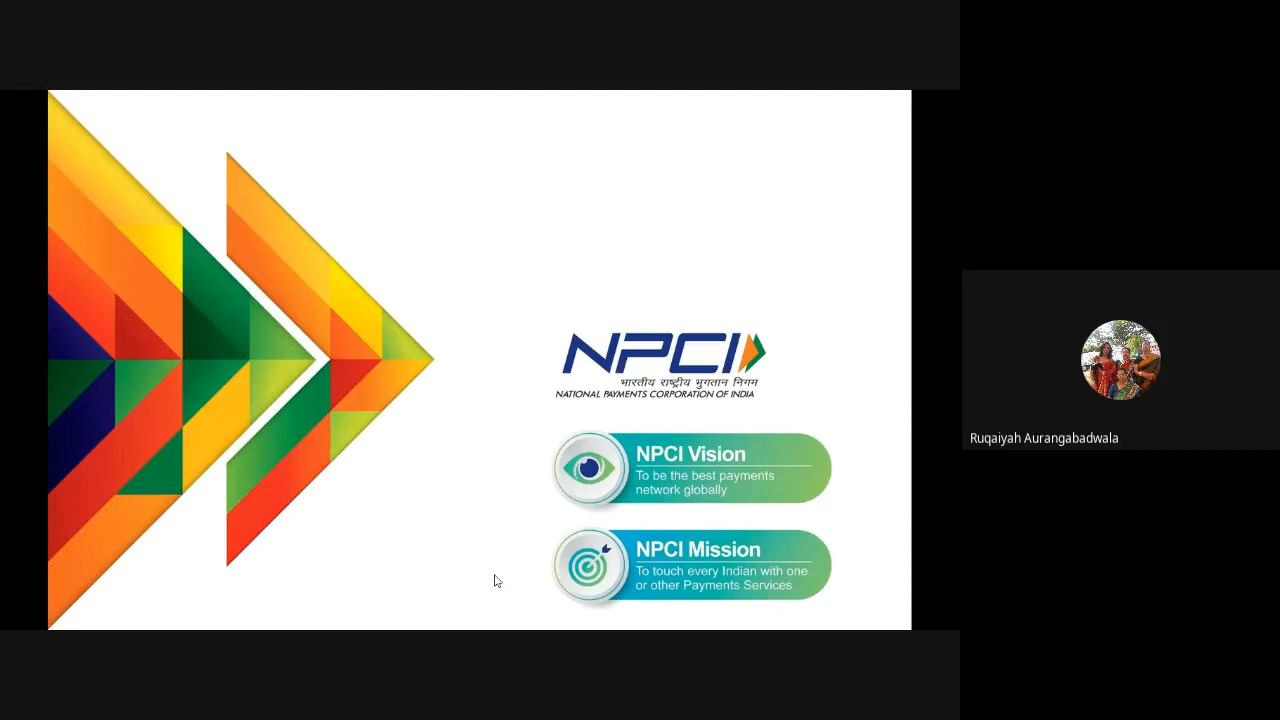 NPCI
भारतीय राष्ट्रीय भुगतान निगम
NATIONAL PAYMENTS CORPORATION OF INDIA
NPCI Vision
To be the best payments
network globally
NPCI Mission
To touch every Indian with one
or other Payments Services
Ruqaiyah Aurangabadwala